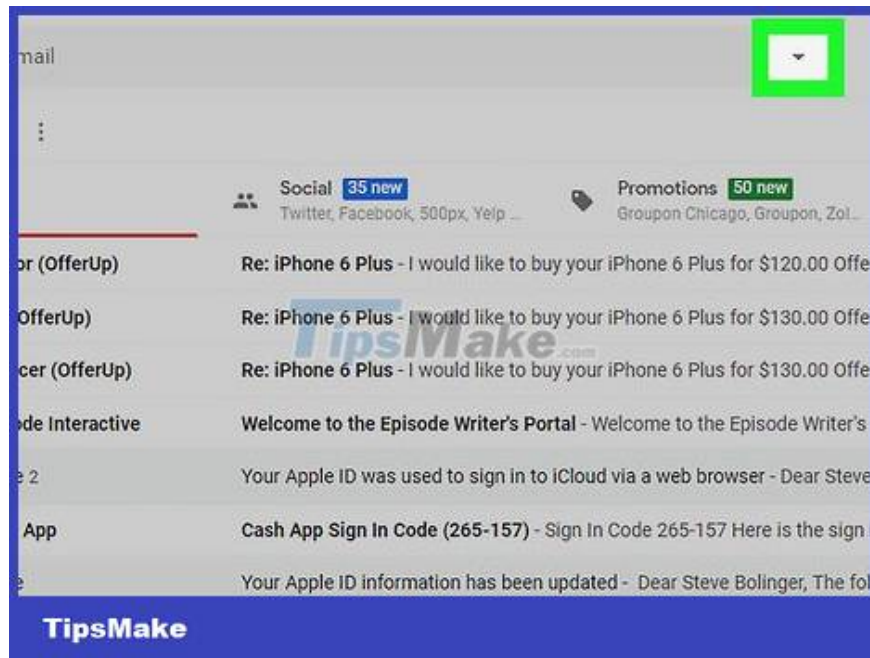 mail
Social 35 new
Twitter, Facebook, 500px, Yelp ...
Promotions 50 new
Groupon Chicago, Groupon, Zol...
or (OfferUp) Re: iPhone 6 Plus - I would like to buy your iPhone 6 Plus for $120.00 Offe
OfferUp) Re: iPhone 6 Plus - I would like to buy your iPhone 6 Plus for $130.00 Offe
TipsMake.com
cer (OfferUp) Re: iPhone 6 Plus - I would like to buy your iPhone 6 Plus for $130.00 Offe
ode Interactive Welcome to the Episode Writer's Portal - Welcome to the Episode Writer's
e 2 Your Apple ID was used to sign in to iCloud via a web browser - Dear Steve
App Cash App Sign In Code (265-157) - Sign In Code 265-157 Here is the sign
e Your Apple ID information has been updated - Dear Steve Bolinger, The fol
TipsMake